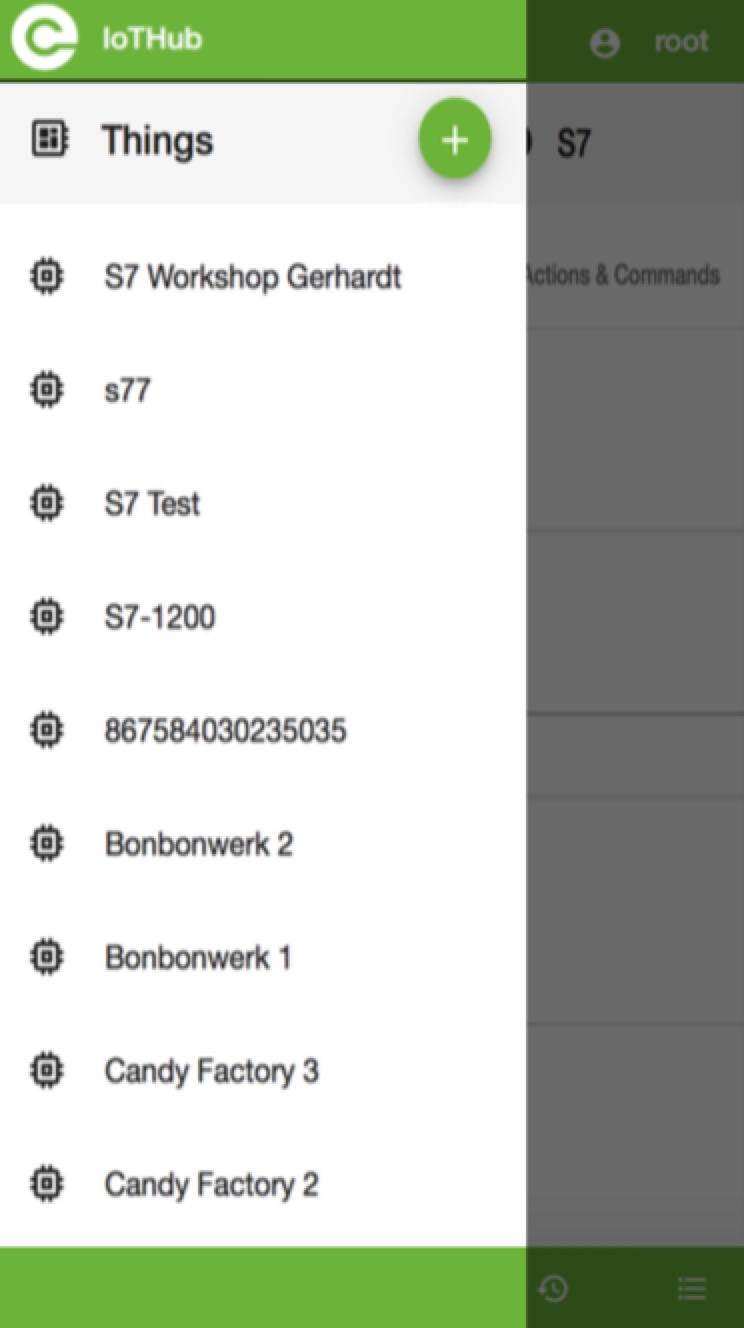 IoTHub
root
Things
S7
S7 Workshop Gerhardt
Actions & Commands
s77
S7 Test
S7-1200
867584030235035
Bonbonwerk 2
Bonbonwerk 1
Candy Factory 3
Candy Factory 2